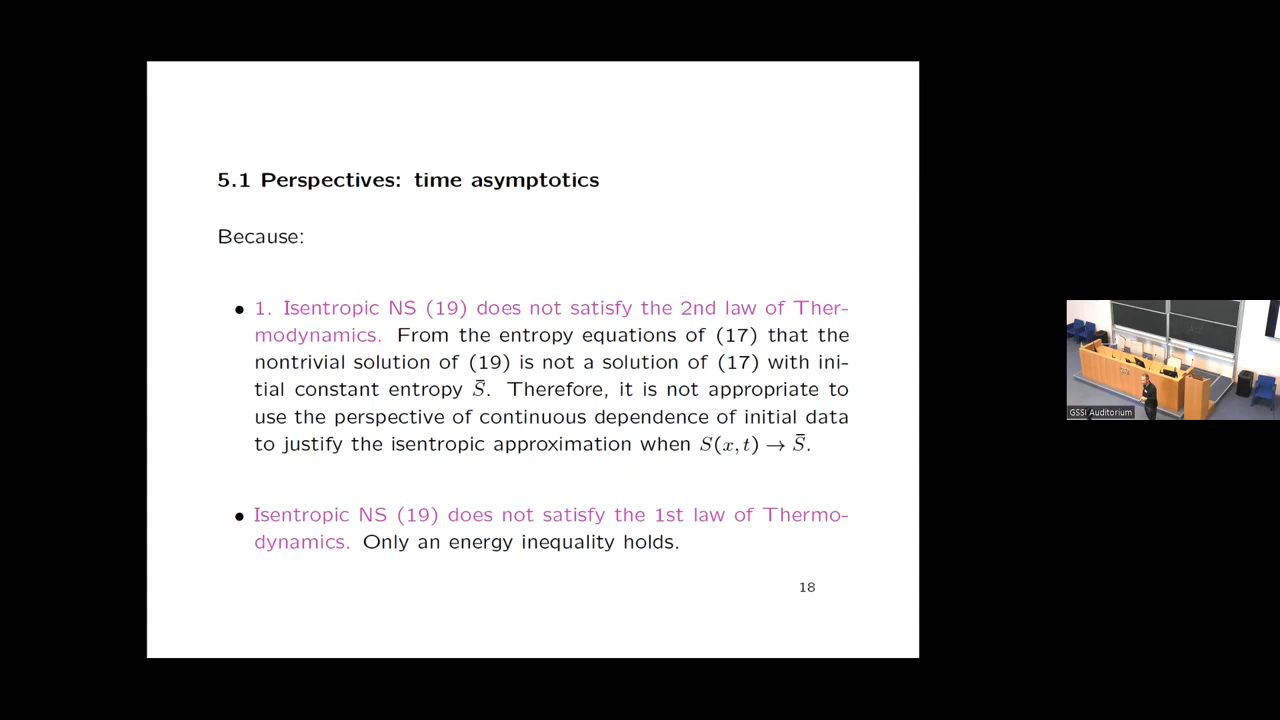 5.1 Perspectives: time asymptotics
Because:
• 1. Isentropic NS (19) does not satisfy the 2nd law of Ther-
modynamics. From the entropy equations of (17) that the
nontrivial solution of (19) is not a solution of (17) with ini-
tial constant entropy S̄. Therefore, it is not appropriate to
use the perspective of continuous dependence of initial data
to justify the isentropic approximation when S(x, t) → S̄.
• Isentropic NS (19) does not satisfy the 1st law of Thermo-
dynamics. Only an energy inequality holds.
18
GSSI Auditorium